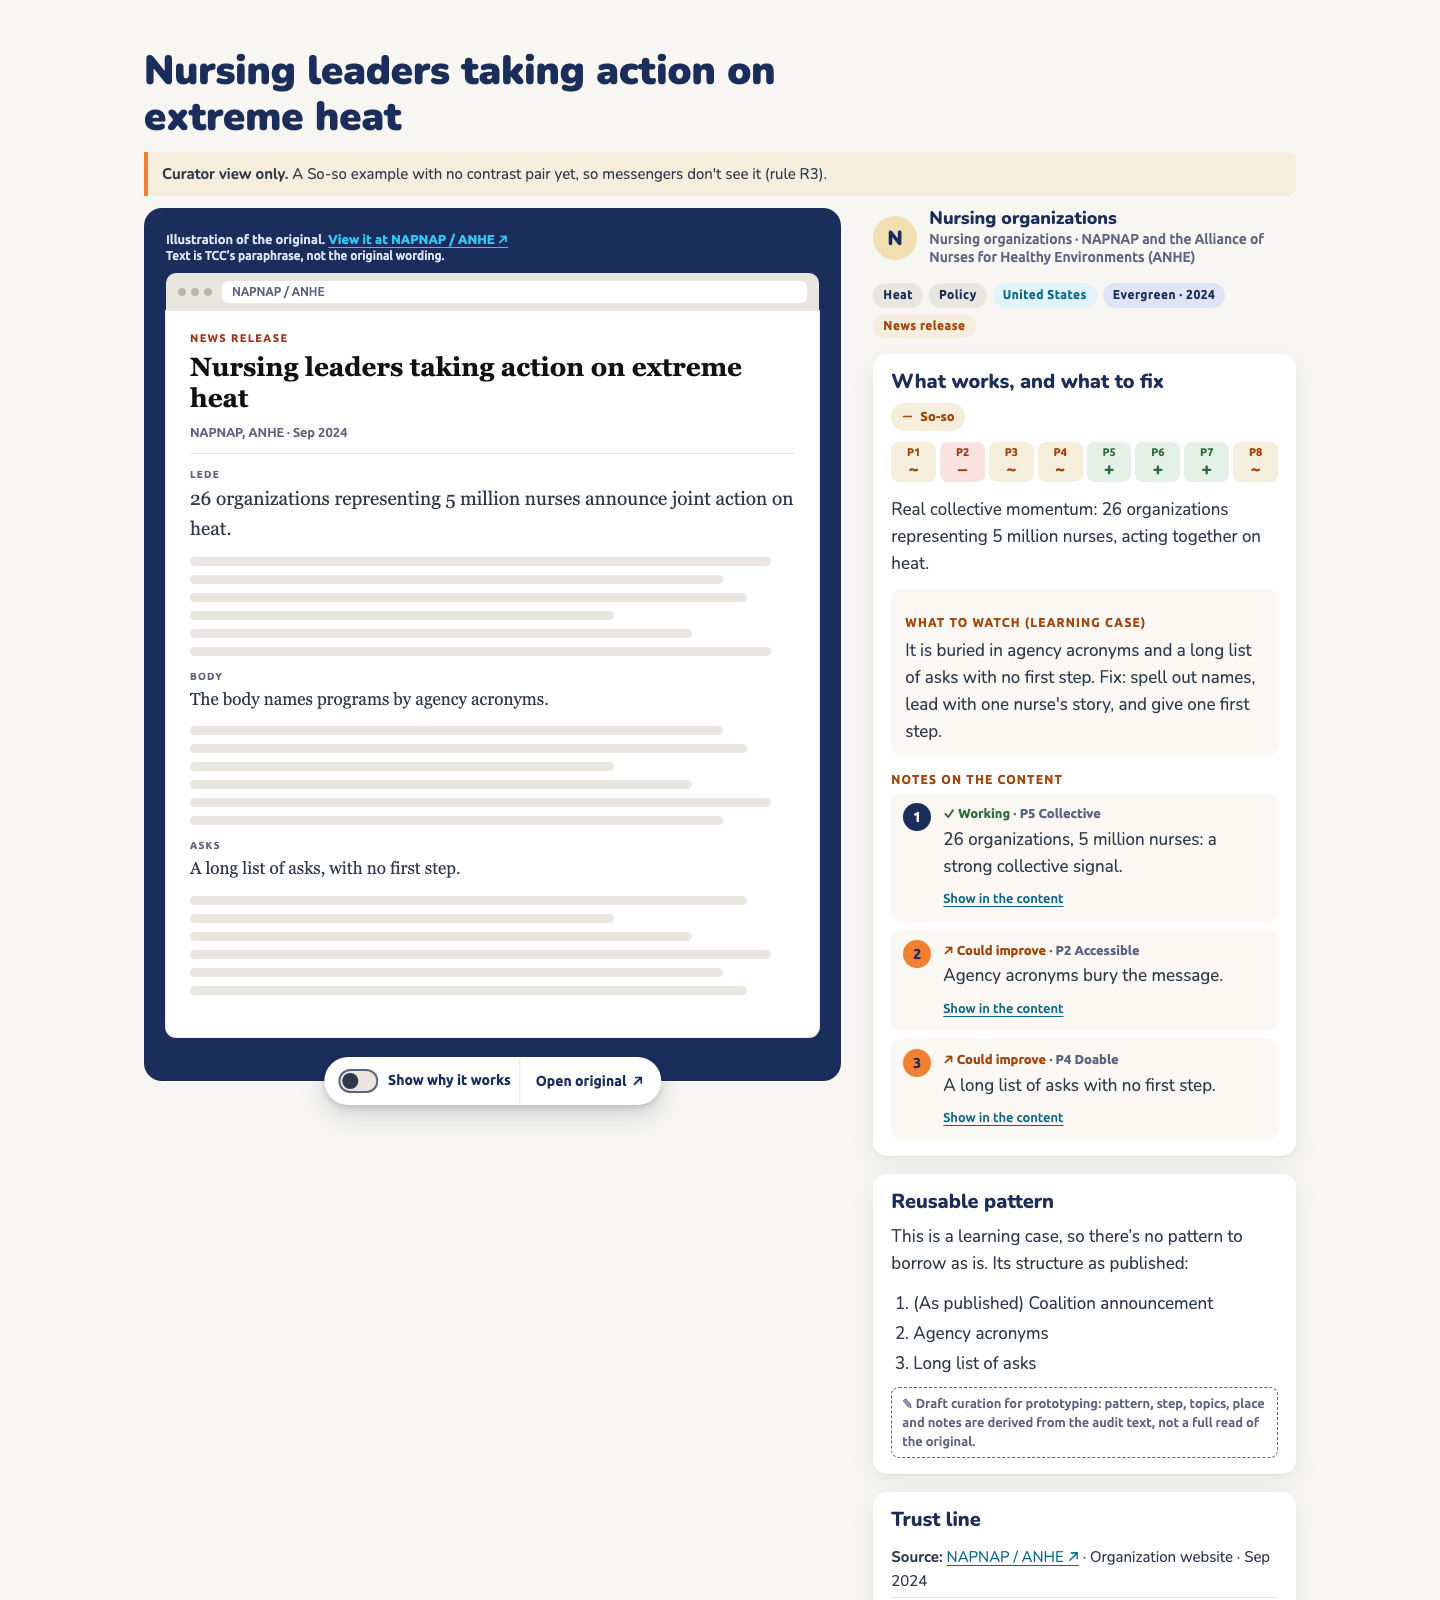 Nursing leaders taking action on
extreme heat
Curator view only. A So-so example with no contrast pair yet, so messengers don't see it (rule R3).
Illustration of the original. View it at NAPNAP / ANHE ↗
Text is TCC's paraphrase, not the original wording.
NAPNAP / ANHE
NEWS RELEASE
Nursing leaders taking action on extreme
heat
NAPNAP, ANHE · Sep 2024
LEDE
26 organizations representing 5 million nurses announce joint action on
heat.
BODY
The body names programs by agency acronyms.
ASKS
A long list of asks, with no first step.
Show why it works
Open original ↗
N
Nursing organizations
Nursing organizations · NAPNAP and the Alliance of
Nurses for Healthy Environments (ANHE)
Heat
Policy
United States
Evergreen · 2024
News release
What works, and what to fix
– So-so
P1 P2 P3 P4 P5 P6 P7 P8
~ – ~ ~ + + + ~
Real collective momentum: 26 organizations
representing 5 million nurses, acting together on
heat.
WHAT TO WATCH (LEARNING CASE)
It is buried in agency acronyms and a long list
of asks with no first step. Fix: spell out names,
lead with one nurse's story, and give one first
step.
NOTES ON THE CONTENT
1
✓ Working · P5 Collective
26 organizations, 5 million nurses: a
strong collective signal.
Show in the content
2
↗ Could improve · P2 Accessible
Agency acronyms bury the message.
Show in the content
3
↗ Could improve · P4 Doable
A long list of asks with no first step.
Show in the content
Reusable pattern
This is a learning case, so there's no pattern to
borrow as is. Its structure as published:
1. (As published) Coalition announcement
2. Agency acronyms
3. Long list of asks
✎ Draft curation for prototyping: pattern, step, topics, place
and notes are derived from the audit text, not a full read of
the original.
Trust line
Source: NAPNAP / ANHE ↗ · Organization website · Sep
2024